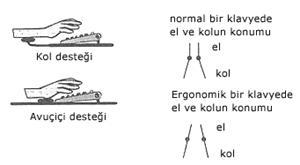 Kol desteği
Avuçiçi desteği
normal bir klavyede
el ve kolun konumu
el
kol
Ergonomik bir klavyede
el ve kolun konumu
el
kol